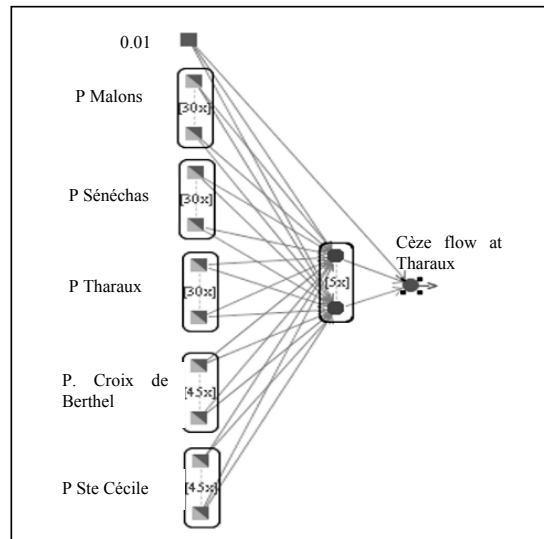 0.01
P Malons
[30x]
P Sénéchas
[30x]
P Tharaux
[30x]
P. Croix de
Berthel
[45x]
P Ste Cécile
[45x]
[5x]
Cèze flow at
Tharaux